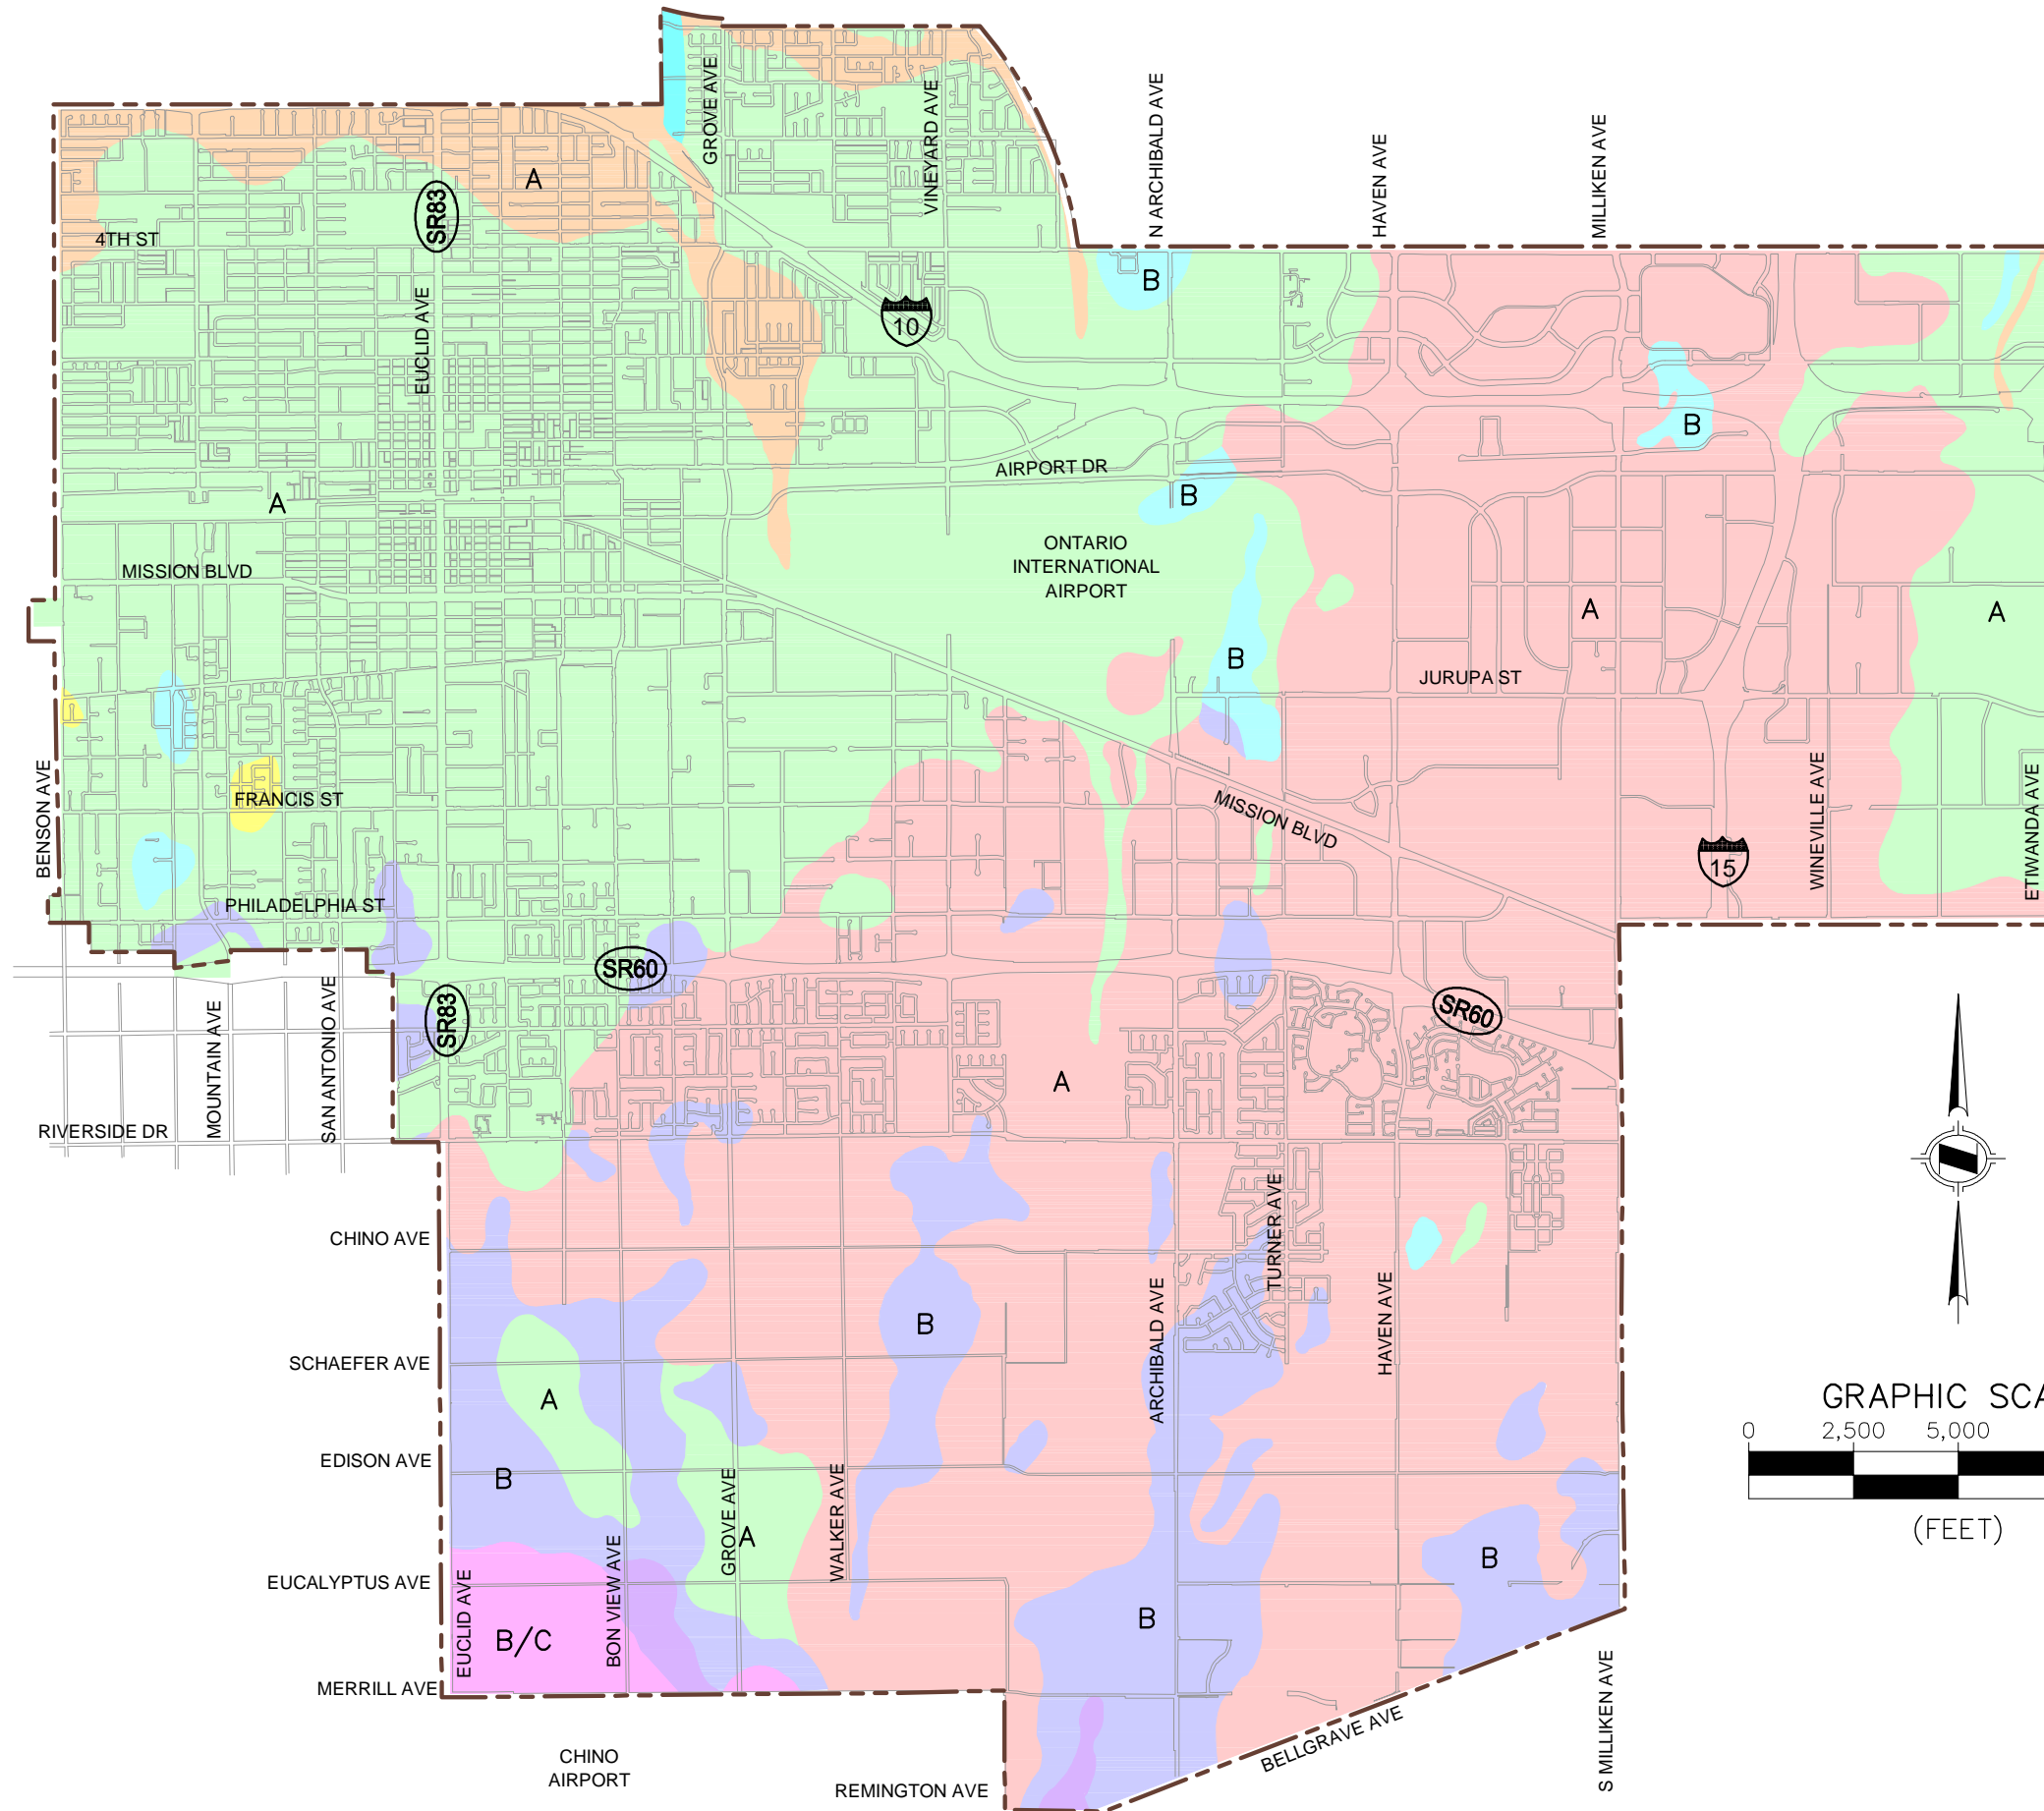 GROVE AVE
VINEYARD AVE
N ARCHIBALD AVE
HAVEN AVE
MILLIKEN AVE
A
SR83
4TH ST
B
EUCLID AVE
10
B
AIRPORT DR
B
A
ONTARIO
INTERNATIONAL
AIRPORT
MISSION BLVD
A
A
B
JURUPA ST
BENSON AVE
FRANCIS ST
MISSION BLVD
WINEVILLE AVE
ETIWANDA AVE
15
PHILADELPHIA ST
SR60
SR83
SR60
MOUNTAIN AVE
SAN ANTONIO AVE
A
RIVERSIDE DR
TURNER AVE
CHINO AVE
B
ARCHIBALD AVE
HAVEN AVE
SCHAEFER AVE
A
GRAPHIC SCA
0 2,500 5,000
(FEET)
EDISON AVE
B
GROVE AVE
A
WALKER AVE
B
EUCALYPTUS AVE
EUCLID AVE
BON VIEW AVE
B/C
B
MERRILL AVE
S MILLIKEN AVE
BELLGRAVE AVE
CHINO
AIRPORT
REMINGTON AVE